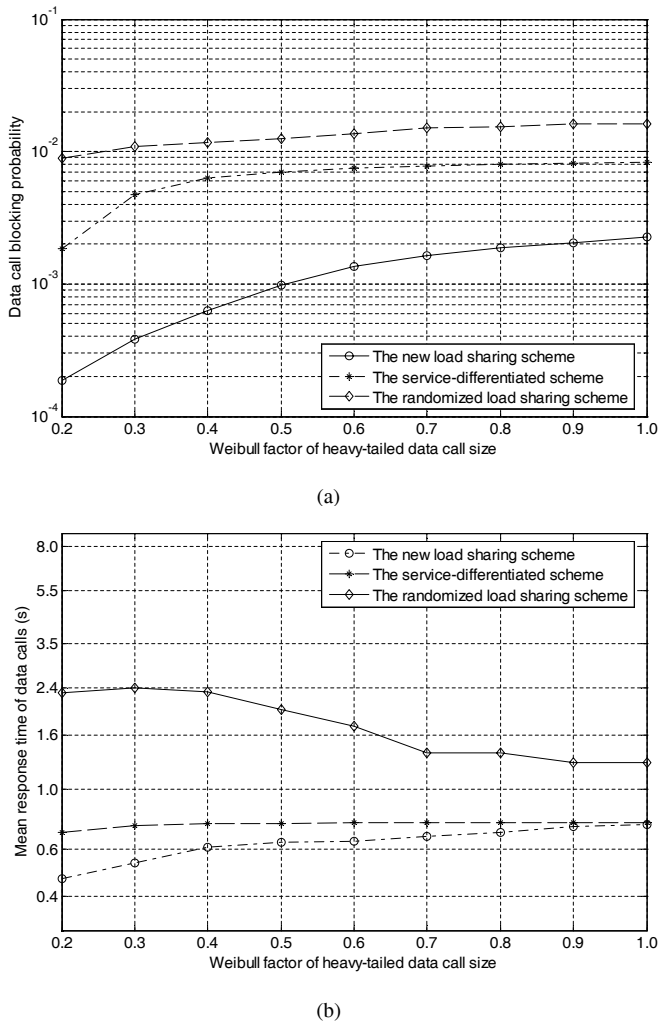 10^-1
10^-2
10^-3
10^-4
Data call blocking probability
The new load sharing scheme
The service-differentiated scheme
The randomized load sharing scheme
0.2 0.3 0.4 0.5 0.6 0.7 0.8 0.9 1.0
Weibull factor of heavy-tailed data call size
(a)
8.0
5.5
3.5
2.4
1.6
1.0
0.6
0.4
Mean response time of data calls (s)
The new load sharing scheme
The service-differentiated scheme
The randomized load sharing scheme
0.2 0.3 0.4 0.5 0.6 0.7 0.8 0.9 1.0
Weibull factor of heavy-tailed data call size
(b)